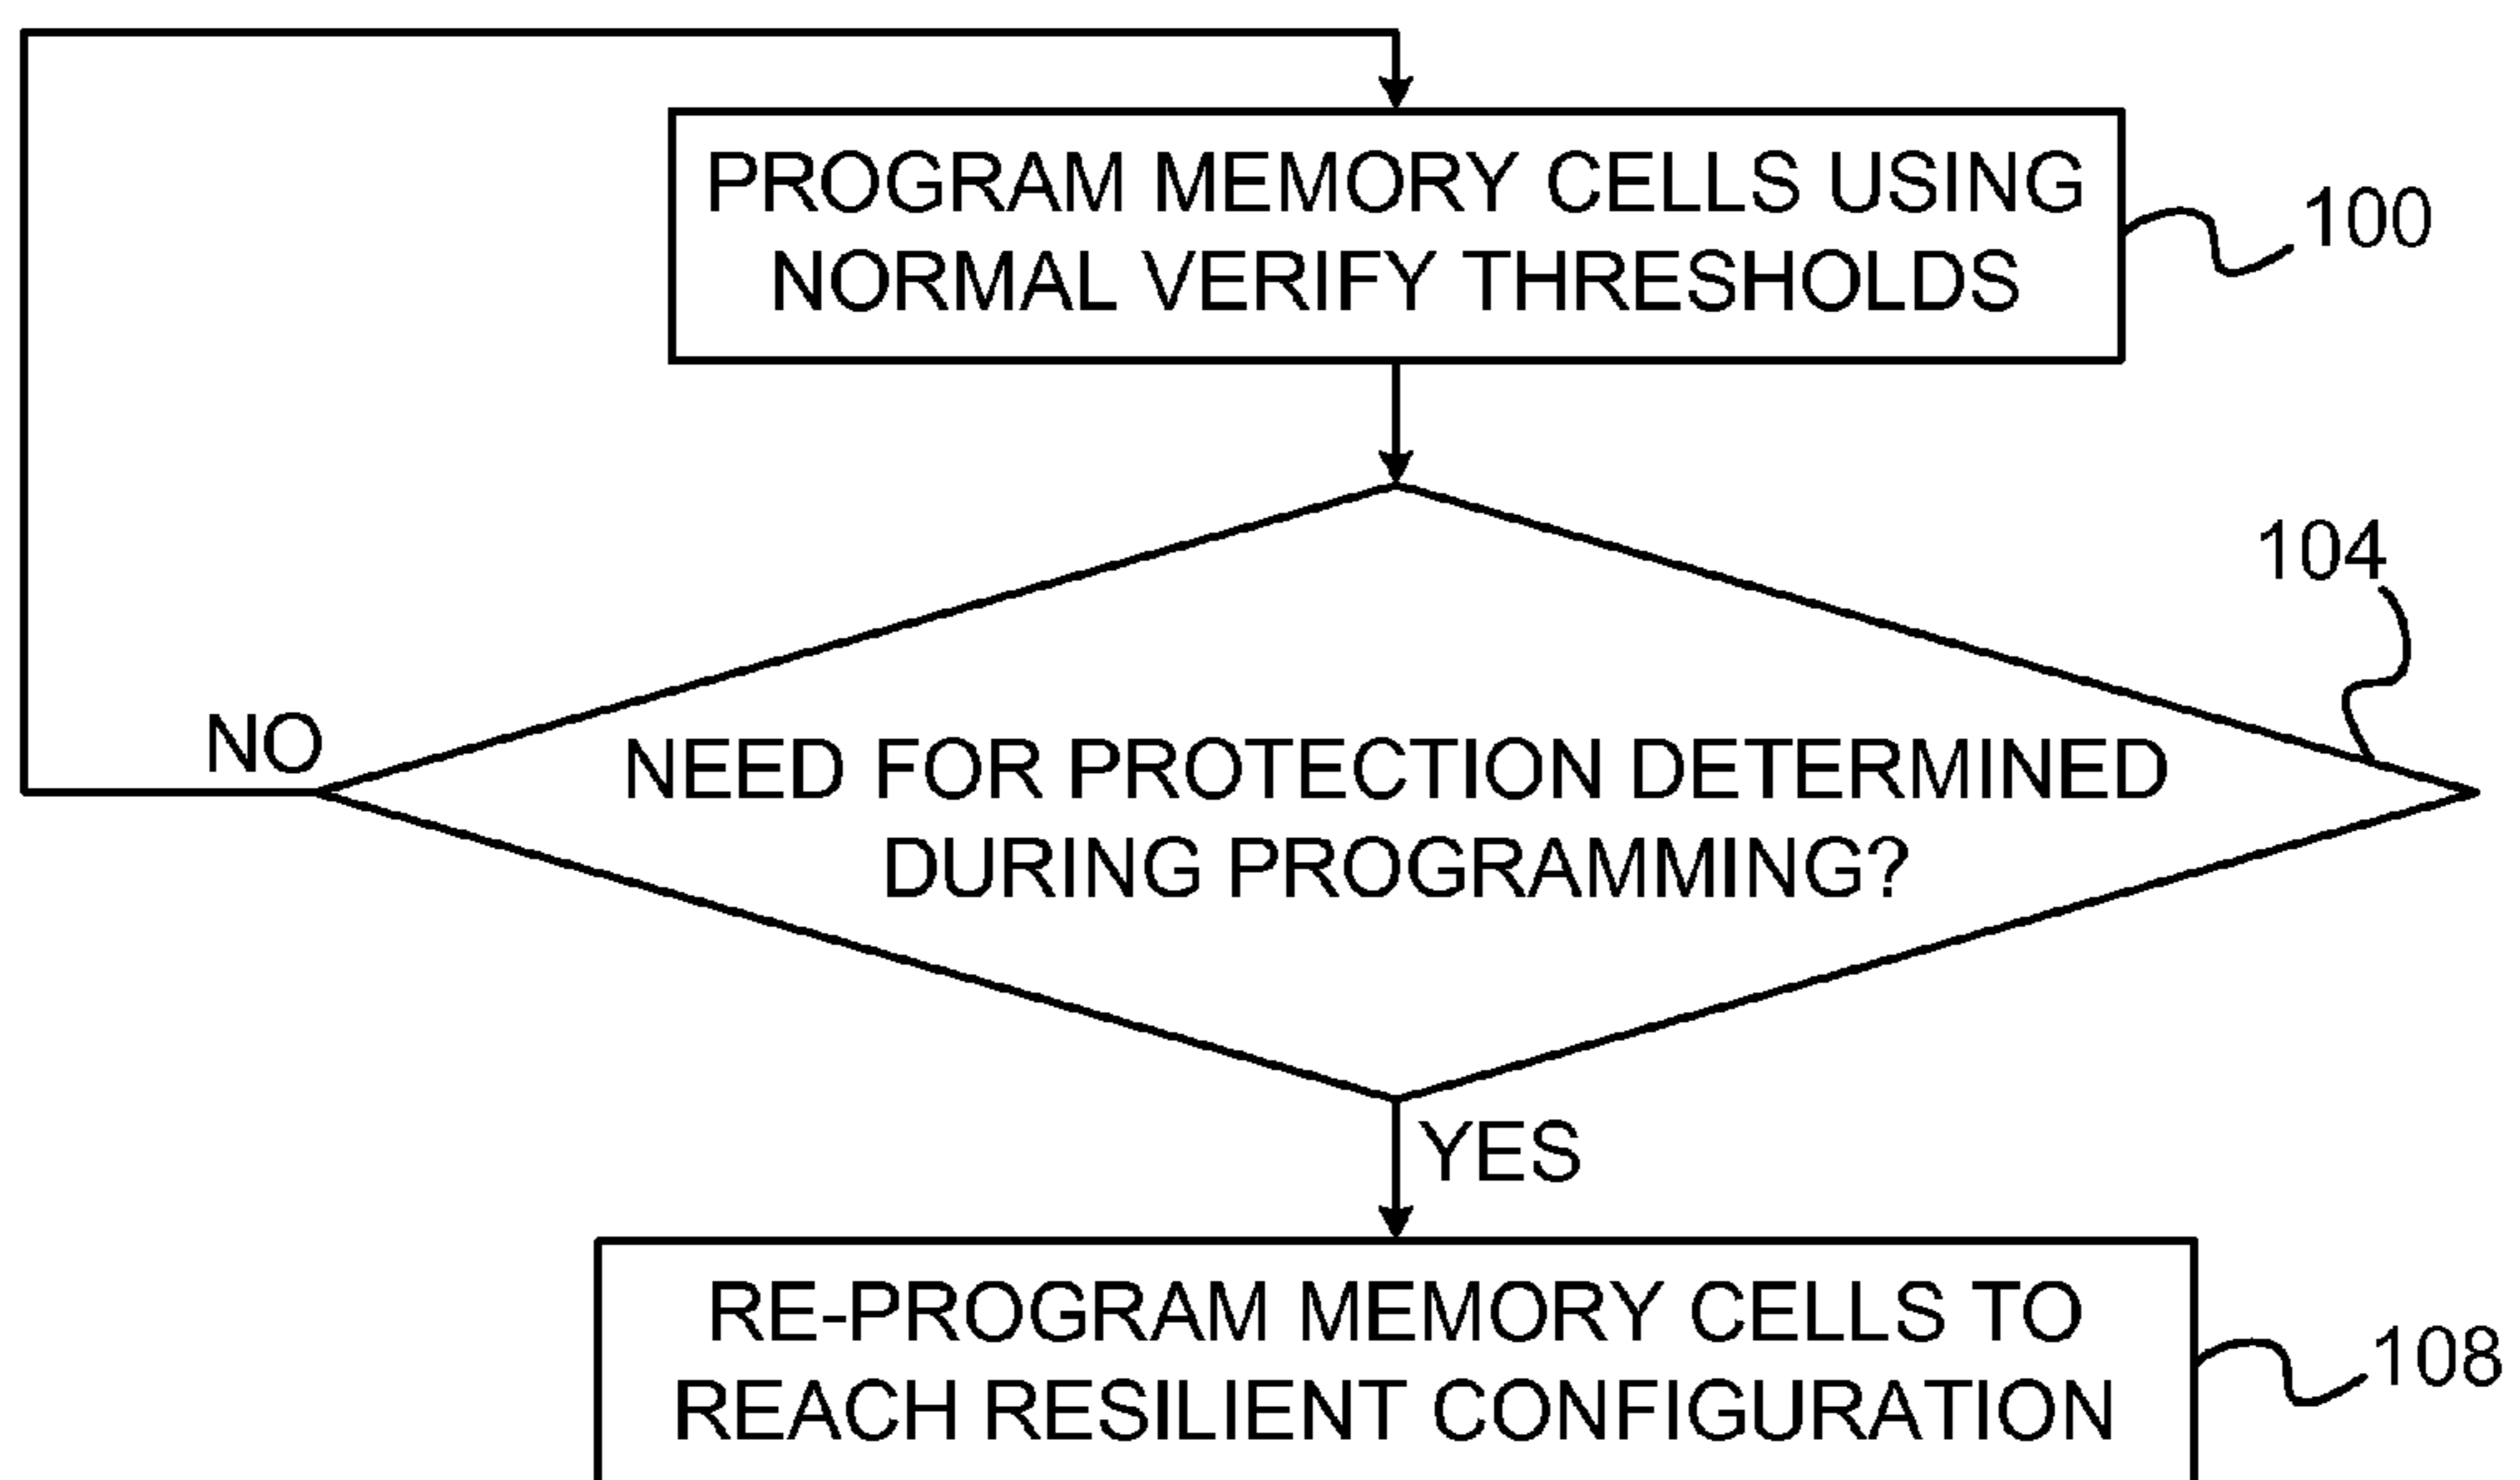 PROGRAM MEMORY CELLS USING
NORMAL VERIFY THRESHOLDS
100
104
NO
NEED FOR PROTECTION DETERMINED
DURING PROGRAMMING?
YES
RE-PROGRAM MEMORY CELLS TO
REACH RESILIENT CONFIGURATION
108